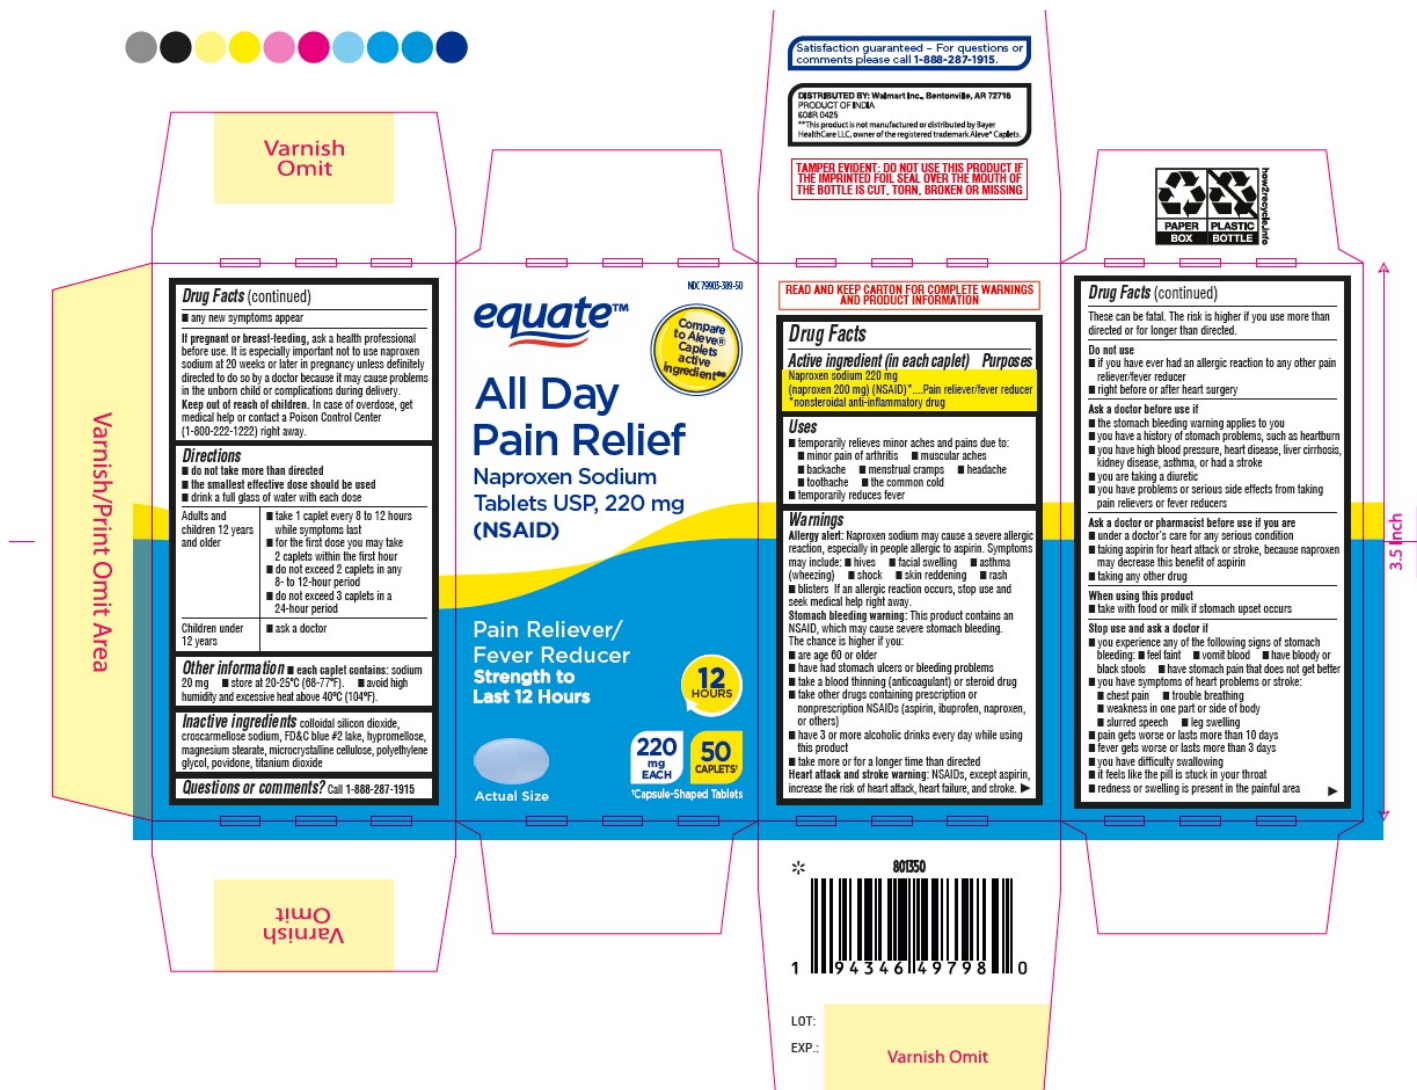 Satisfaction guaranteed – For questions or
comments please call 1-888-287-1915.
DISTRIBUTED BY: Walmart Inc., Bentonville, AR 72716
PRODUCT OF INDIA
608R 0425
**This product is not manufactured or distributed by Bayer
HealthCare LLC, owner of the registered trademark Aleve® Caplets.
TAMPER EVIDENT: DO NOT USE THIS PRODUCT IF
THE IMPRINTED FOIL SEAL OVER THE MOUTH OF
THE BOTTLE IS CUT, TORN, BROKEN OR MISSING
Varnish
Omit
PAPER
BOX
PLASTIC
BOTTLE
how2recycle.info
Varnish/Print Omit Area
Drug Facts (continued)
■ any new symptoms appear
If pregnant or breast-feeding, ask a health professional
before use. It is especially important not to use naproxen
sodium at 20 weeks or later in pregnancy unless definitely
directed to do so by a doctor because it may cause problems
in the unborn child or complications during delivery.
Keep out of reach of children. In case of overdose, get
medical help or contact a Poison Control Center
(1-800-222-1222) right away.
Directions
■ do not take more than directed
■ the smallest effective dose should be used
■ drink a full glass of water with each dose
Adults and
children 12 years
and older
■ take 1 caplet every 8 to 12 hours
while symptoms last
■ for the first dose you may take
2 caplets within the first hour
■ do not exceed 2 caplets in any
8- to 12-hour period
■ do not exceed 3 caplets in a
24-hour period
Children under
12 years
■ ask a doctor
Other information ■ each caplet contains: sodium
20 mg ■ store at 20-25°C (68-77°F). ■ avoid high
humidity and excessive heat above 40°C (104°F).
Inactive ingredients colloidal silicon dioxide,
croscarmellose sodium, FD&C blue #2 lake, hypromellose,
magnesium stearate, microcrystalline cellulose, polyethylene
glycol, povidone, titanium dioxide
Questions or comments? Call 1-888-287-1915
NDC 79903-389-50
equate™
Compare
to Aleve®
Caplets
active
ingredient**
All Day
Pain Relief
Naproxen Sodium
Tablets USP, 220 mg
(NSAID)
Pain Reliever/
Fever Reducer
Strength to
Last 12 Hours
12
HOURS
220
mg
EACH
50
CAPLETS†
Actual Size
†Capsule-Shaped Tablets
READ AND KEEP CARTON FOR COMPLETE WARNINGS
AND PRODUCT INFORMATION
Drug Facts
Active ingredient (in each caplet) Purposes
Naproxen sodium 220 mg
(naproxen 200 mg) (NSAID)*....Pain reliever/fever reducer
*nonsteroidal anti-inflammatory drug
Uses
■ temporarily relieves minor aches and pains due to:
■ minor pain of arthritis ■ muscular aches
■ backache ■ menstrual cramps ■ headache
■ toothache ■ the common cold
■ temporarily reduces fever
Warnings
Allergy alert: Naproxen sodium may cause a severe allergic
reaction, especially in people allergic to aspirin. Symptoms
may include: ■ hives ■ facial swelling ■ asthma
(wheezing) ■ shock ■ skin reddening ■ rash
■ blisters If an allergic reaction occurs, stop use and
seek medical help right away.
Stomach bleeding warning: This product contains an
NSAID, which may cause severe stomach bleeding.
The chance is higher if you:
■ are age 60 or older
■ have had stomach ulcers or bleeding problems
■ take a blood thinning (anticoagulant) or steroid drug
■ take other drugs containing prescription or
nonprescription NSAIDs (aspirin, ibuprofen, naproxen,
or others)
■ have 3 or more alcoholic drinks every day while using
this product
■ take more or for a longer time than directed
Heart attack and stroke warning: NSAIDs, except aspirin,
increase the risk of heart attack, heart failure, and stroke. ▶
Drug Facts (continued)
These can be fatal. The risk is higher if you use more than
directed or for longer than directed.
Do not use
■ if you have ever had an allergic reaction to any other pain
reliever/fever reducer
■ right before or after heart surgery
Ask a doctor before use if
■ the stomach bleeding warning applies to you
■ you have a history of stomach problems, such as heartburn
■ you have high blood pressure, heart disease, liver cirrhosis,
kidney disease, asthma, or had a stroke
■ you are taking a diuretic
■ you have problems or serious side effects from taking
pain relievers or fever reducers
Ask a doctor or pharmacist before use if you are
■ under a doctor's care for any serious condition
■ taking aspirin for heart attack or stroke, because naproxen
may decrease this benefit of aspirin
■ taking any other drug
When using this product
■ take with food or milk if stomach upset occurs
Stop use and ask a doctor if
■ you experience any of the following signs of stomach
bleeding: ■ feel faint ■ vomit blood ■ have bloody or
black stools ■ have stomach pain that does not get better
■ you have symptoms of heart problems or stroke:
■ chest pain ■ trouble breathing
■ weakness in one part or side of body
■ slurred speech ■ leg swelling
■ pain gets worse or lasts more than 10 days
■ fever gets worse or lasts more than 3 days
■ you have difficulty swallowing
■ it feels like the pill is stuck in your throat
■ redness or swelling is present in the painful area ▶
3.5 Inch
Varnish
Omit
801350
1 94346 49798 0
LOT:
EXP.:
Varnish Omit